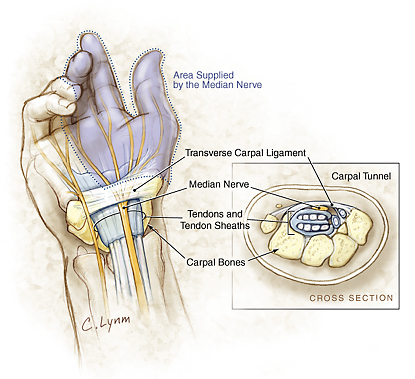 Area Supplied
by the Median Nerve
Transverse Carpal Ligament
Carpal Tunnel
Median Nerve
Tendons and
Tendon Sheaths
Carpal Bones
CROSS SECTION
C. Lynm